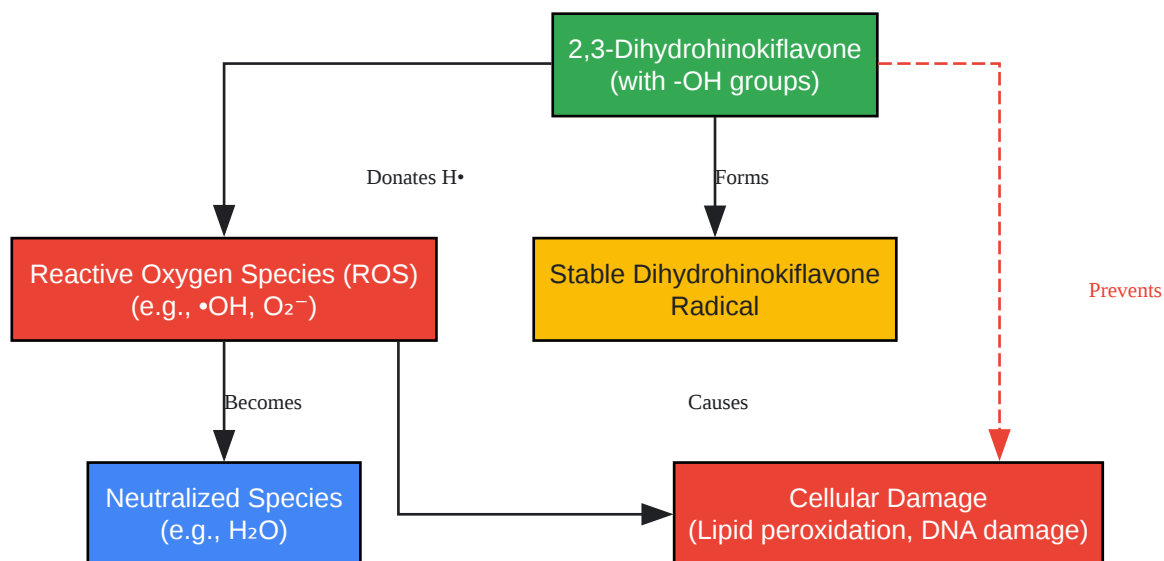 2,3-Dihydrohinokiflavone
(with -OH groups)
Donates H•
Forms
Reactive Oxygen Species (ROS)
(e.g., •OH, O₂⁻)
Stable Dihydrohinokiflavone
Radical
Prevents
Becomes
Causes
Neutralized Species
(e.g., H₂O)
Cellular Damage
(Lipid peroxidation, DNA damage)